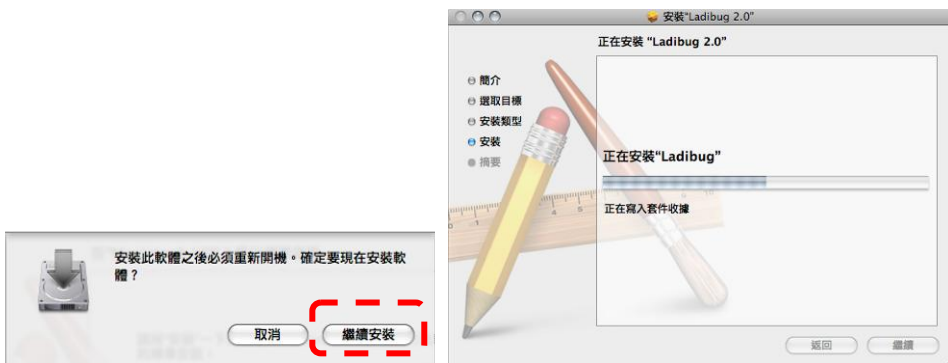 安裝此軟體之後必須重新開機。確定要現在安裝軟
體？
取消
繼續安裝
安裝“Ladibug 2.0”
正在安裝 “Ladibug 2.0”
簡介
選取目標
安裝類型
安裝
摘要
正在安裝“Ladibug”
正在寫入套件收據
返回
繼續